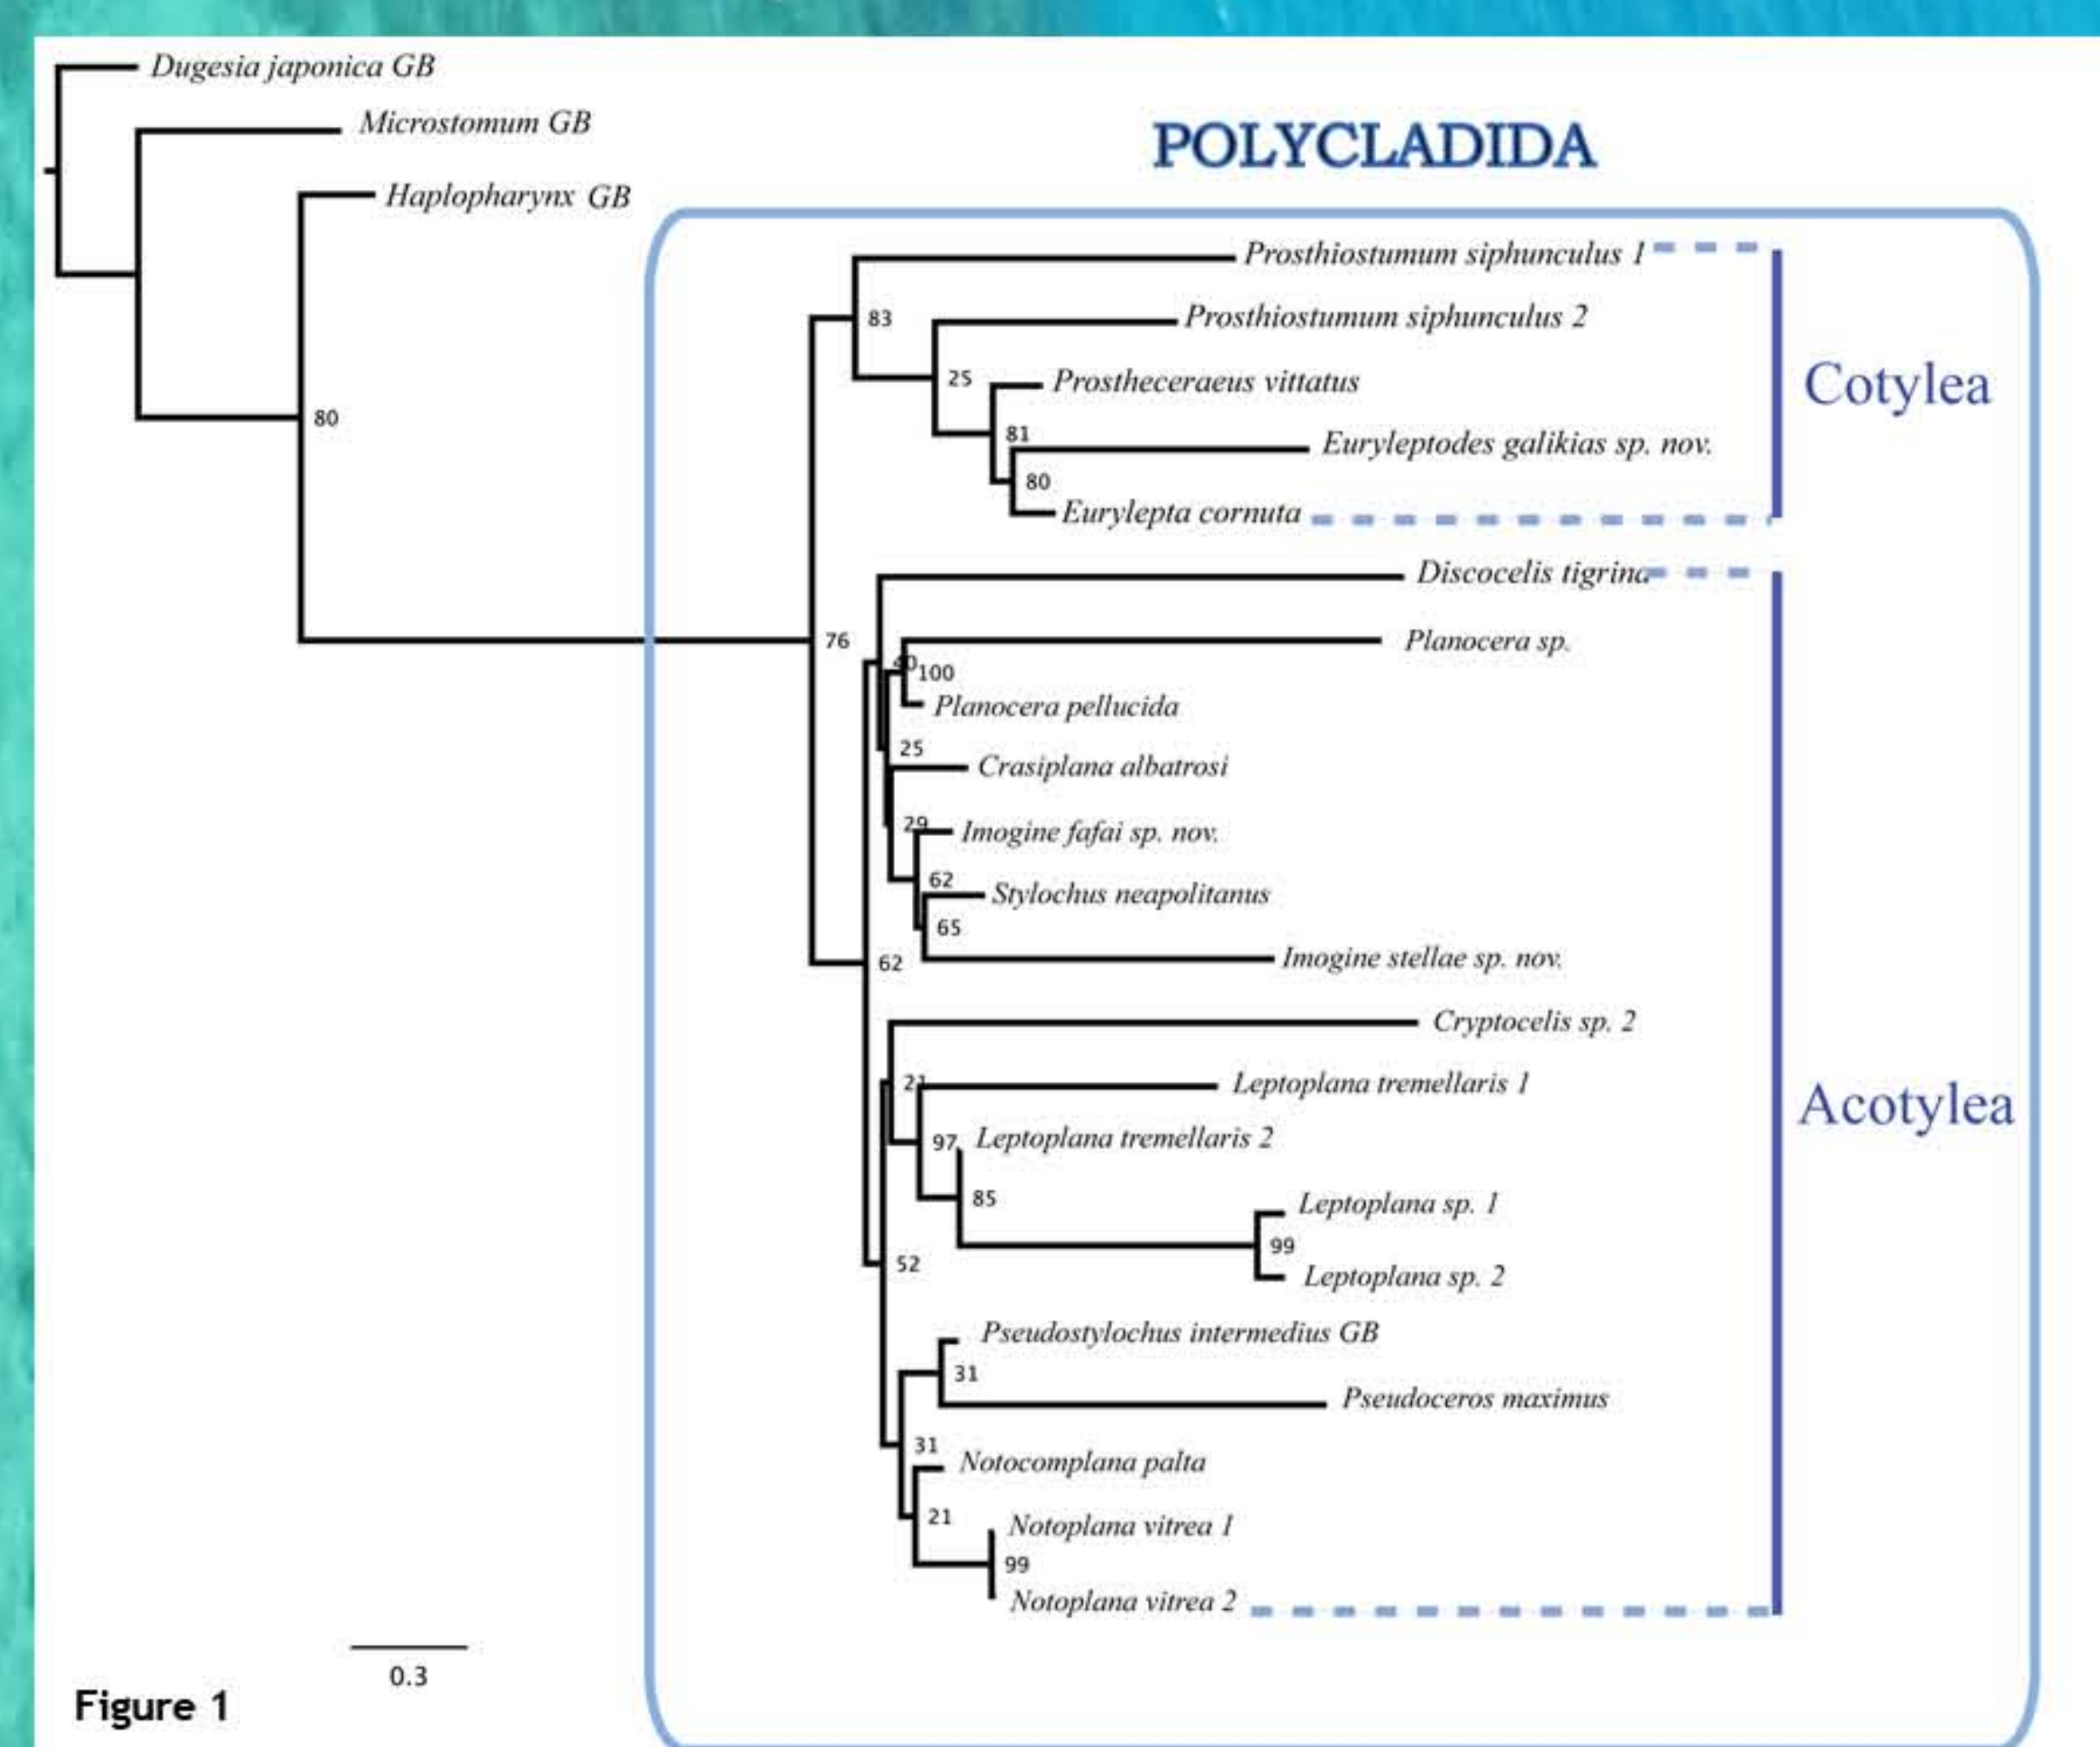 Dugesia japonica GB
Microstomum GB
Haplopharynx GB
POLYCLADIDA
Prosthiostumum siphunculus 1
83
Prosthiostumum siphunculus 2
25
Prostheceraeus vittatus
Cotylea
80
81
Euryleptodes galikias sp. nov.
80
Eurylepta cornuta
Discocelis tigrina
76
Planocera sp.
40
100
Planocera pellucida
25
Crasiplana albatrosi
29
Imogine fafai sp. nov.
62
Stylochus neapolitanus
65
62
Imogine stellae sp. nov.
Cryptocelis sp. 2
21
Leptoplana tremellaris 1
Acotylea
97
Leptoplana tremellaris 2
85
Leptoplana sp. 1
99
52
Leptoplana sp. 2
Pseudostylochus intermedius GB
31
Pseudoceros maximus
31
Notocomplana palta
21
Notoplana vitrea 1
99
Notoplana vitrea 2
0.3
Figure 1